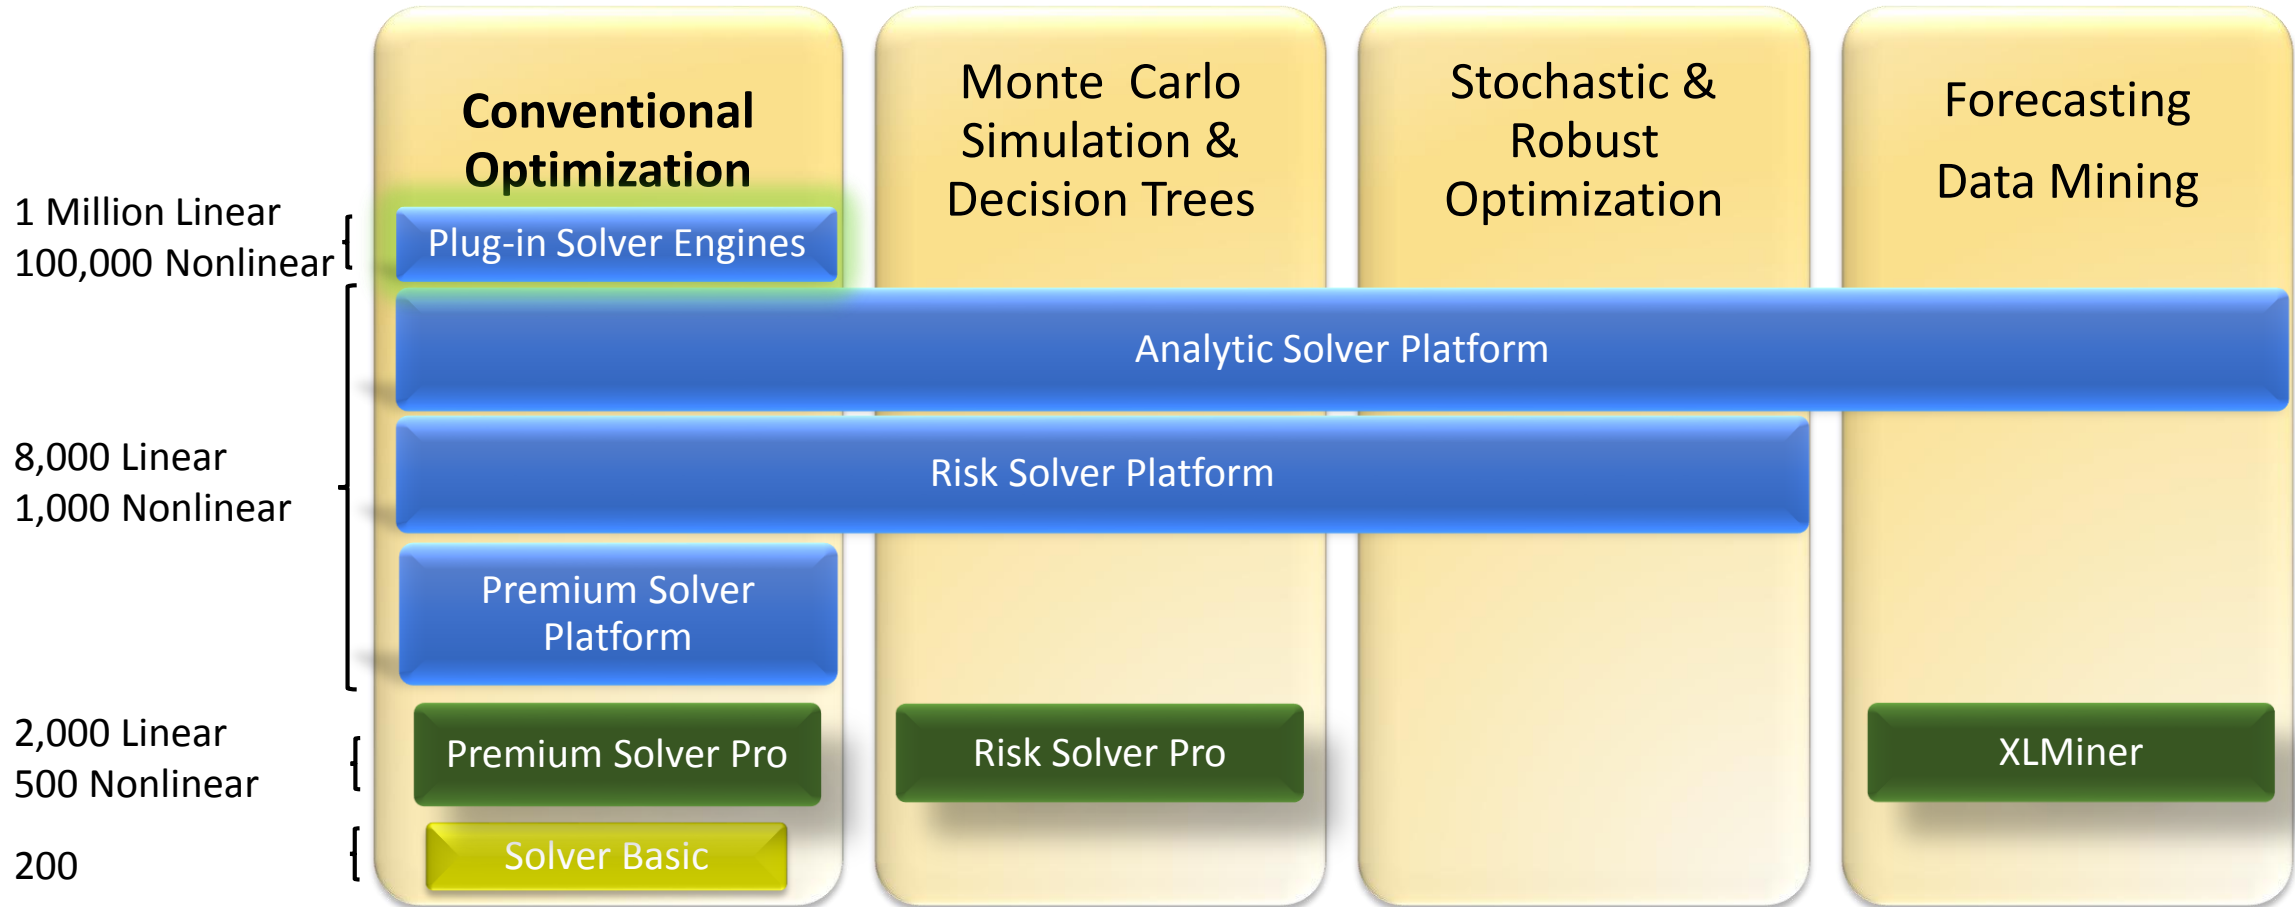 Conventional
Optimization
Monte Carlo
Simulation &
Decision Trees
Stochastic &
Robust
Optimization
Forecasting
Data Mining
1 Million Linear
100,000 Nonlinear
Plug-in Solver Engines
Analytic Solver Platform
8,000 Linear
1,000 Nonlinear
Risk Solver Platform
Premium Solver
Platform
2,000 Linear
500 Nonlinear
Premium Solver Pro
Risk Solver Pro
XLMiner
200
Solver Basic